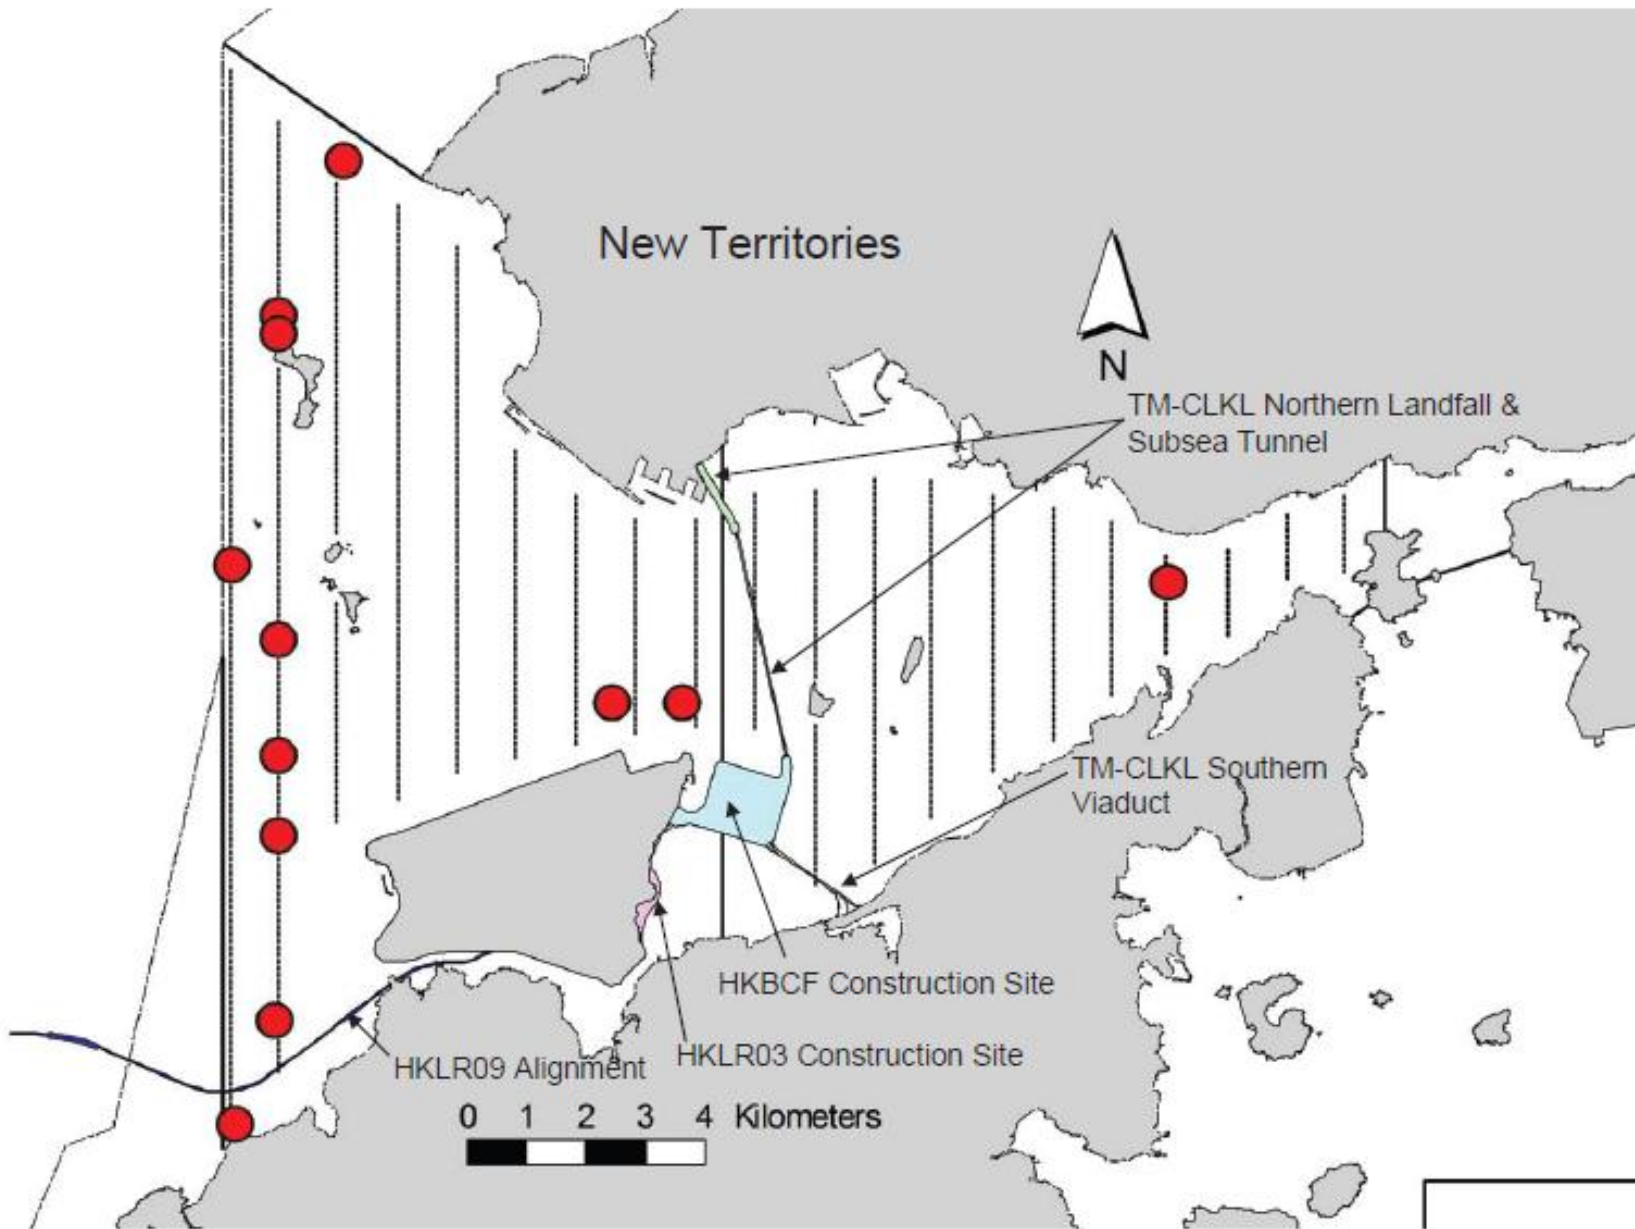 New Territories
N
TM-CLKL Northern Landfall &
Subsea Tunnel
TM-CLKL Southern
Viaduct
HKBCF Construction Site
HKLR03 Construction Site
HKLR09 Alignment
0 1 2 3 4 Kilometers